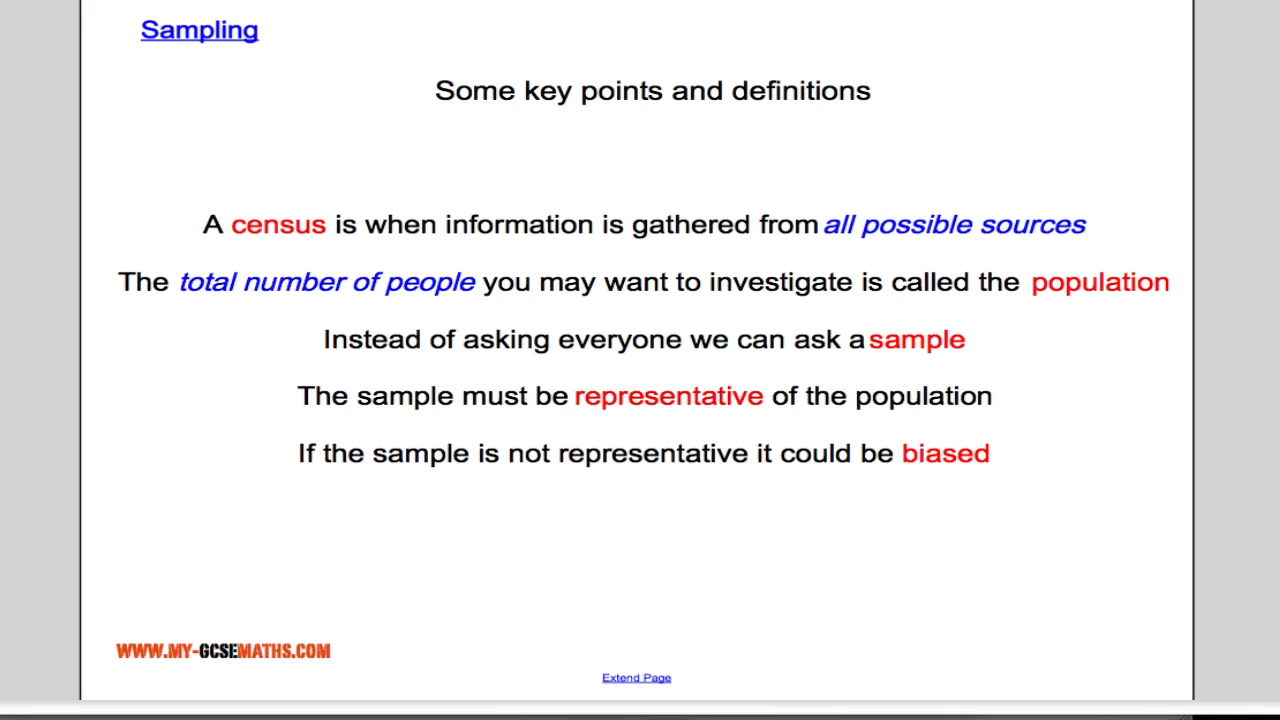 Sampling
Some key points and definitions
A census is when information is gathered from all possible sources
The total number of people you may want to investigate is called the population
Instead of asking everyone we can ask a sample
The sample must be representative of the population
If the sample is not representative it could be biased
WWW.MY-GCSEMATHS.COM
Extend Page